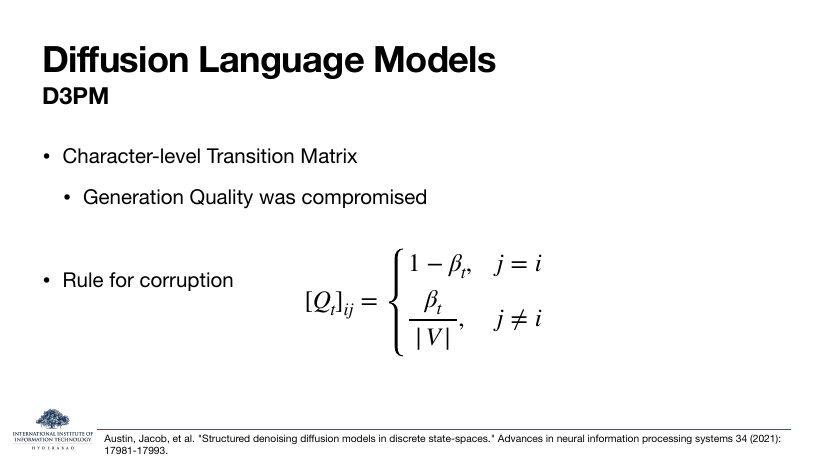 Diffusion Language Models
D3PM
• Character-level Transition Matrix
• Generation Quality was compromised
• Rule for corruption
[Q_t]_{ij} = { 1 − β_t, j = i
β_t / |V|, j ≠ i
INTERNATIONAL INSTITUTE OF
INFORMATION TECHNOLOGY
HYDERABAD
Austin, Jacob, et al. "Structured denoising diffusion models in discrete state-spaces." Advances in neural information processing systems 34 (2021):
17981-17993.